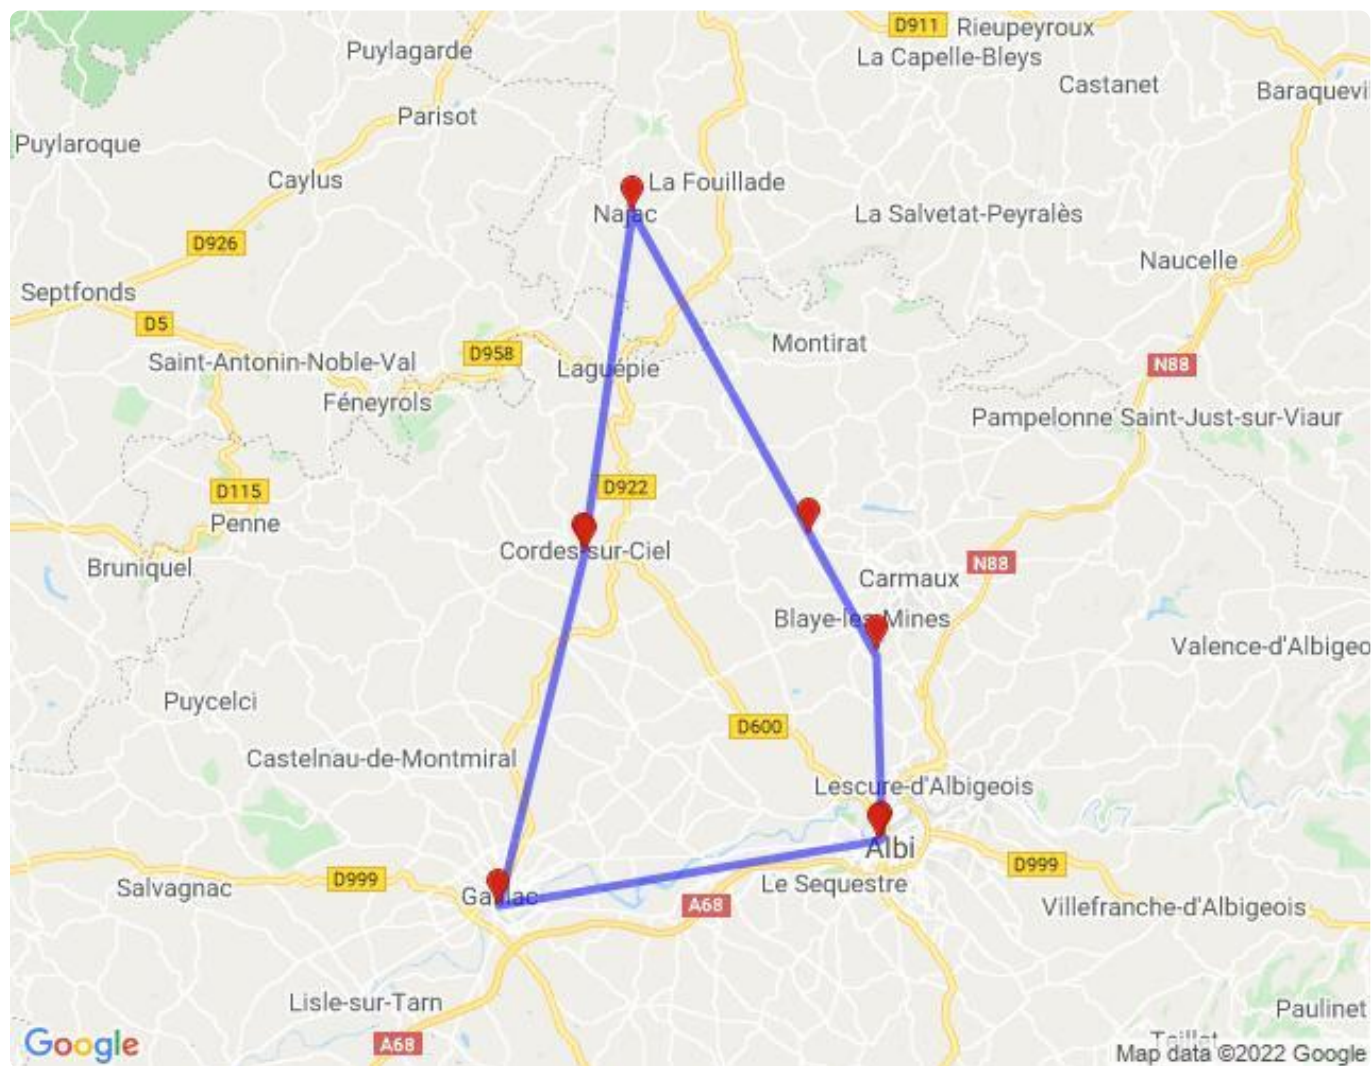 D911
Rieupeyroux
Puylagarde
La Capelle-Bleys
Castanet
Baraquevi
Parisot
Puylaroque
Caylus
La Fouillade
Najac
La Salvetat-Peyralès
D926
Naucelle
Septfonds
D5
Montirat
Saint-Antonin-Noble-Val
D958
Laguépie
N88
Féneyrols
Pampelonne
Saint-Just-sur-Viaur
D115
D922
Penne
Cordes-sur-Ciel
Bruniquel
N88
Carmaux
Blaye-les-Mines
Valence-d'Albigeo
Puycelci
D600
Castelnau-de-Montmiral
Lescure-d'Albigeois
Albi
D999
Salvagnac
D999
Gaillac
Le Sequestre
A68
Villefranche-d'Albigeois
Lisle-sur-Tarn
Paulinet
Google
A68
Teillet
Map data ©2022 Google